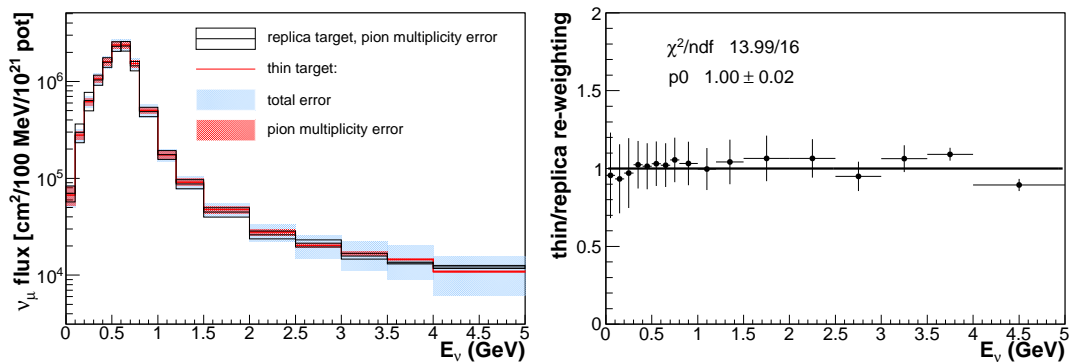 ν_μ flux [cm²/100 MeV/10²¹ pot]
10⁶
10⁵
10⁴
replica target, pion multiplicity error
thin target:
total error
pion multiplicity error
0 0.5 1 1.5 2 2.5 3 3.5 4 4.5 5
E_ν (GeV)
thin/replica re-weighting
2
1.5
1
0.5
0
χ²/ndf 13.99/16
p0 1.00 ± 0.02
0 0.5 1 1.5 2 2.5 3 3.5 4 4.5 5
E_ν (GeV)